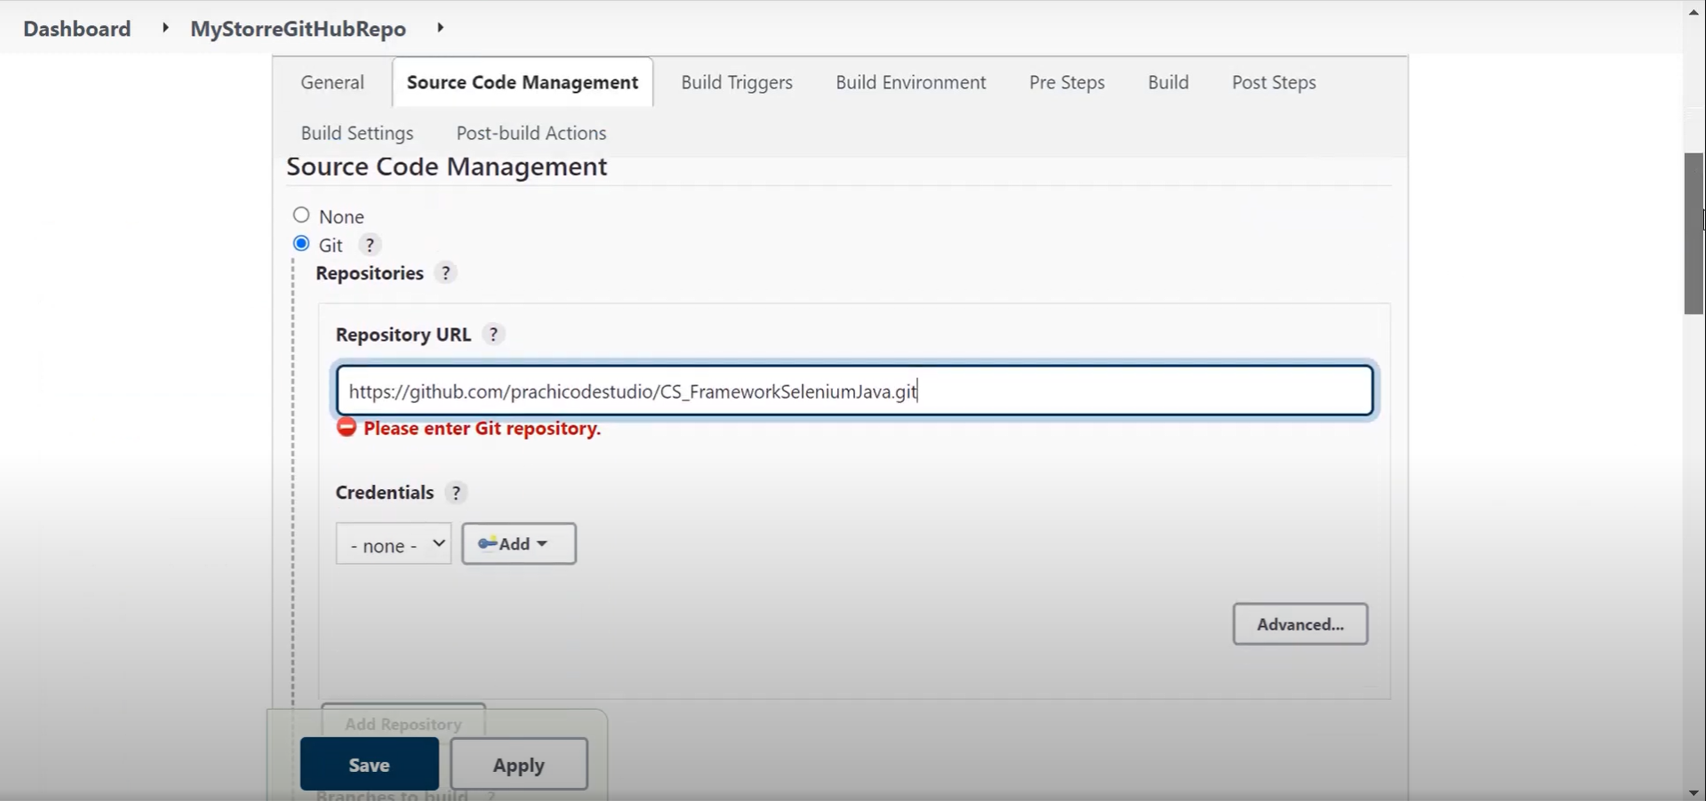 Dashboard MyStorreGitHubRepo
General Source Code Management Build Triggers Build Environment Pre Steps Build Post Steps
Build Settings Post-build Actions
Source Code Management
None
Git ?
Repositories ?
Repository URL ?
https://github.com/prachicodestudio/CS_FrameworkSeleniumJava.git
Please enter Git repository.
Credentials ?
- none - Add
Advanced...
Add Repository
Save Apply
Branches to build ?